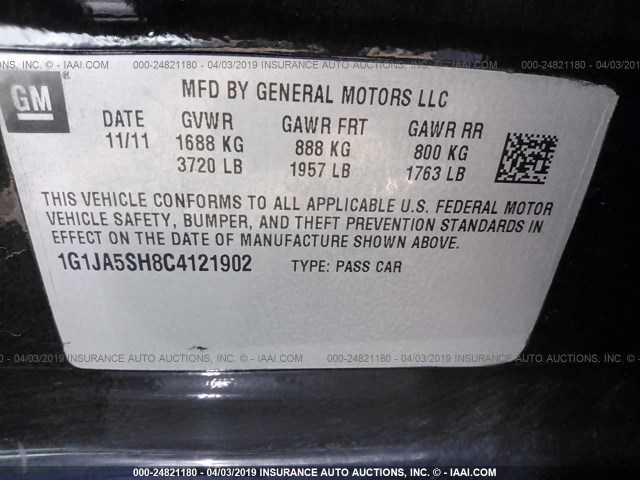 AUCTIONS, INC. - IAAI.COM 000-24821180 - 04/03/2019 INSURANCE AUTO AUCTIONS, INC. - IAAI.COM 000-24821180 - 04/03/2019
GM
®
MFD BY GENERAL MOTORS LLC
DATE GVWR GAWR FRT GAWR RR
11/11 1688 KG 888 KG 800 KG
3720 LB 1957 LB 1763 LB
THIS VEHICLE CONFORMS TO ALL APPLICABLE U.S. FEDERAL MOTOR
VEHICLE SAFETY, BUMPER, AND THEFT PREVENTION STANDARDS IN
EFFECT ON THE DATE OF MANUFACTURE SHOWN ABOVE.
1G1JA5SH8C4121902 TYPE: PASS CAR
04/03/2019 INSURANCE AUTO AUCTIONS, INC. - IAAI.COM 000-24821180 - 04/03/2019 INSURANCE AUTO AUCTIONS, INC.
000-24821180 - 04/03/2019 INSURANCE AUTO AUCTIONS, INC. - IAAI.COM